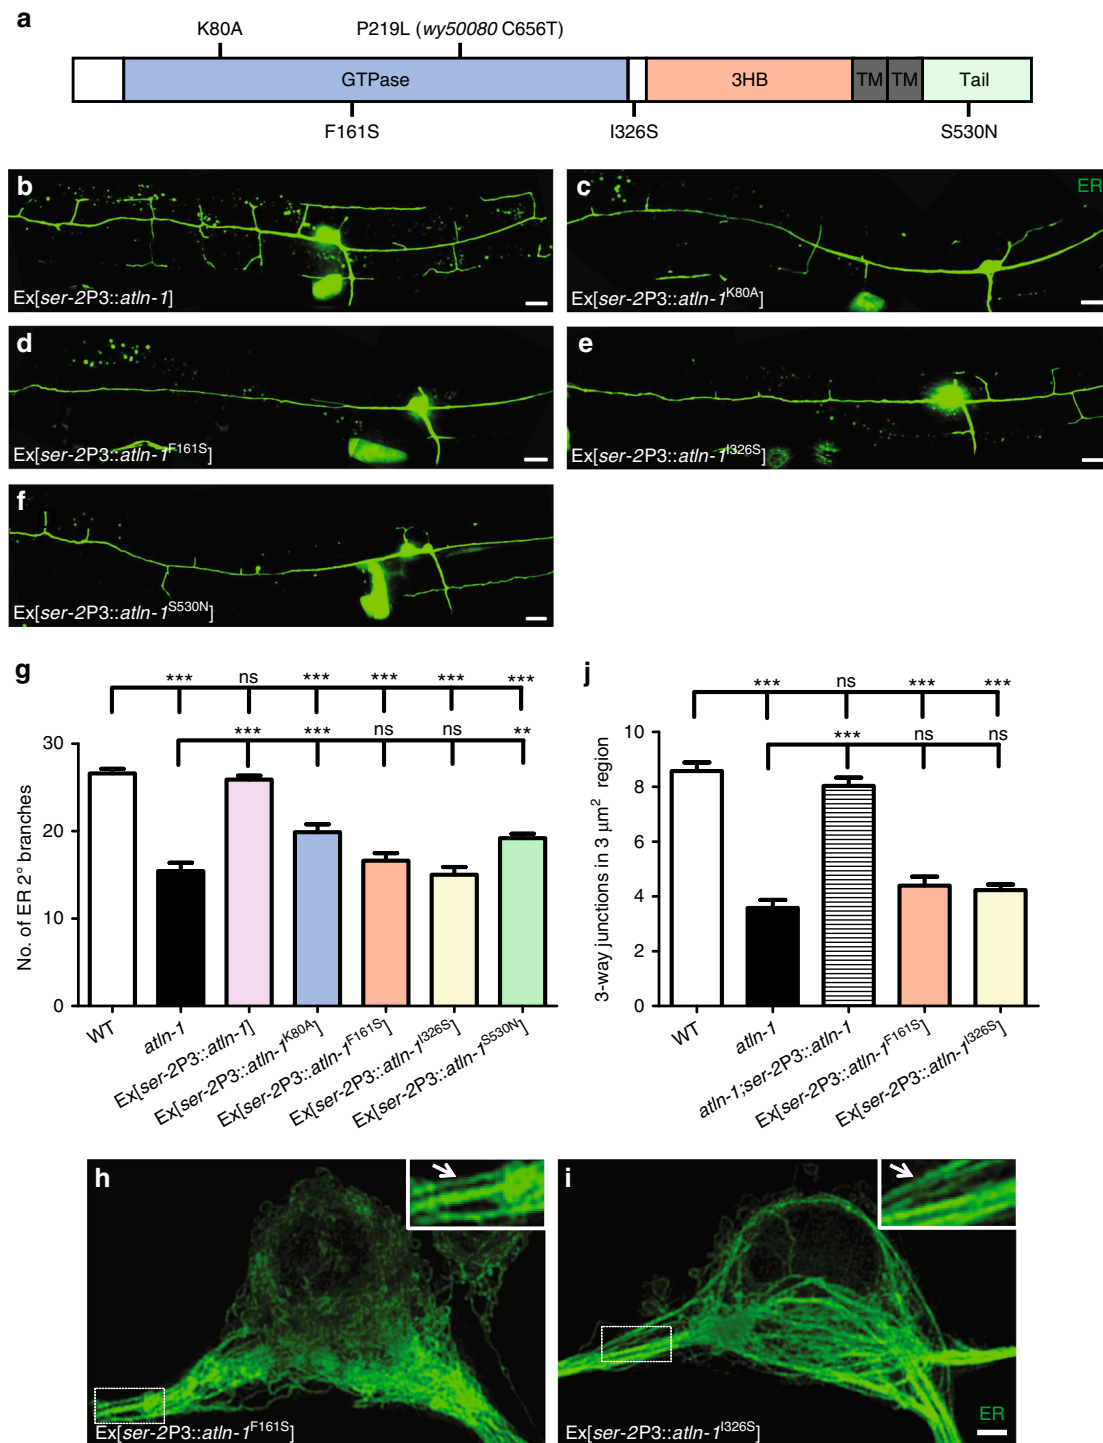 a
K80A
P219L (wy50080 C656T)
GTPase
3HB
TM
TM
Tail
F161S
I326S
S530N
b
Ex[ser-2P3::atln-1]
c
ER
Ex[ser-2P3::atln-1K80A]
d
Ex[ser-2P3::atln-1F161S]
e
Ex[ser-2P3::atln-1I326S]
f
Ex[ser-2P3::atln-1S530N]
g
*** ns *** *** *** ***
*** *** ns ns **
No. of ER 2° branches
30
20
10
0
WT
atln-1
Ex[ser-2P3::atln-1]
Ex[ser-2P3::atln-1K80A]
Ex[ser-2P3::atln-1F161S]
Ex[ser-2P3::atln-1I326S]
Ex[ser-2P3::atln-1S530N]
j
*** ns *** ***
*** ns ns
3-way junctions in 3 μm2 region
10
8
6
4
2
0
WT
atln-1
atln-1;ser-2P3::atln-1
Ex[ser-2P3::atln-1F161S]
Ex[ser-2P3::atln-1I326S]
h
Ex[ser-2P3::atln-1F161S]
i
ER
Ex[ser-2P3::atln-1I326S]